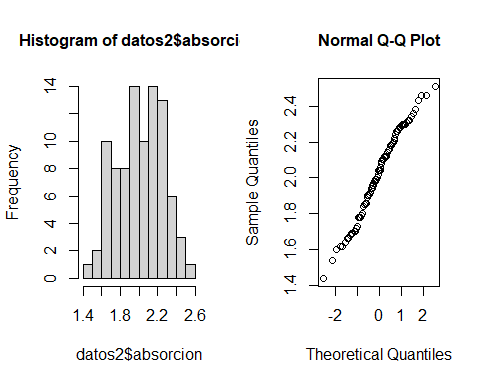 Histogram of datos2$absorci
Frequency
0 2 4 6 8 10 14
1.4 1.8 2.2 2.6
datos2$absorcion
Normal Q-Q Plot
Sample Quantiles
1.4 1.6 1.8 2.0 2.2 2.4
-2 0 1 2
Theoretical Quantiles